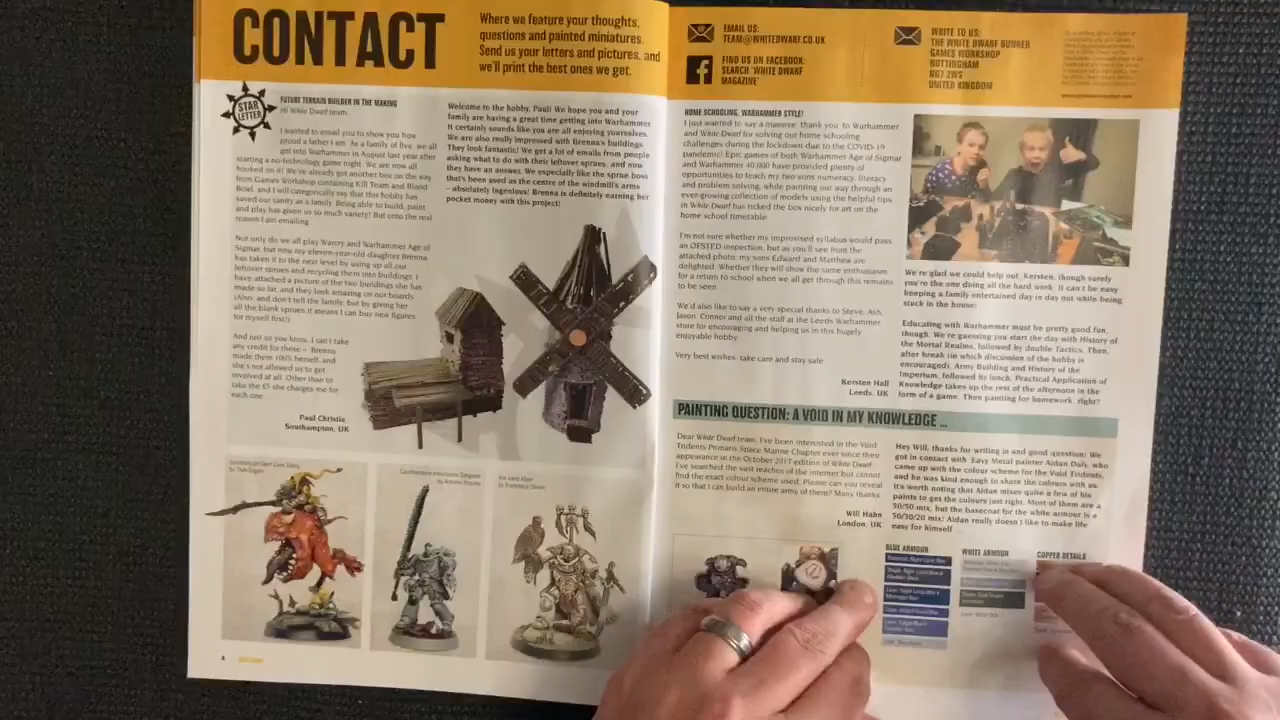 CONTACT
Where we feature your thoughts,
questions and painted miniatures.
Send us your letters and pictures, and
we'll print the best ones we get.
STAR
LETTER
FUTURE TERRAIN BUILDER IN THE MAKING
Hi White Dwarf team,
I wanted to email you to show you how
proud a father I am. As a family of five, we all
got into Warhammer in August last year after
starting a no-technology game night. We are now all
hooked on it! We've already got another box on the way
from Games Workshop containing Kill Team and Blood
Bowl, and I will categorically say that this hobby has
saved our sanity as a family. Being able to build, paint
and play has given us so much variety! But onto the real
reason I am emailing.
Not only do we all play Warcry and Warhammer Age of
Sigmar, but now my eleven-year-old daughter Brenna
has taken it to the next level by using up all our
leftover sprues and recycling them into buildings. I
have attached a picture of the two buildings she has
made so far, and they look amazing on our boards.
(Also, and don't tell the family, but by giving her
all the blank sprues it means I can buy new figures
for myself first!)
And just so you know, I can't take
any credit for these – Brenna
made them 100% herself, and
she's not allowed us to get
involved at all. Other than to
take the £5 she charges me for
each one.
Paul Christie,
Southampton, UK
Welcome to the hobby, Paul! We hope you and your
family are having a great time getting into Warhammer.
It certainly sounds like you are all enjoying yourselves.
We are also really impressed with Brenna's buildings.
They look fantastic! We get a lot of emails from people
asking what to do with their leftover sprues, and now
they have an answer. We especially like the sprue boss
that's been used as the centre of the windmill's arms
– absolutely ingenious! Brenna is definitely earning her
pocket money with this project!
4
EMAIL US:
TEAM@WHITEDWARF.CO.UK
FIND US ON FACEBOOK:
SEARCH 'WHITE DWARF
MAGAZINE'
WRITE TO US:
THE WHITE DWARF BUNKER
GAMES WORKSHOP
NOTTINGHAM
NG7 2WS
UNITED KINGDOM
HOME SCHOOLING, WARHAMMER STYLE!
I just wanted to say a massive 'thank you' to Warhammer
and White Dwarf for solving our home schooling
challenges during the lockdown due to the COVID-19
pandemic! Epic games of both Warhammer Age of Sigmar
and Warhammer 40,000 have provided plenty of
opportunities to teach my two sons numeracy, literacy
and problem solving, while painting our way through an
ever-growing collection of models using the helpful tips
in White Dwarf has ticked the box nicely for art on the
home school timetable.
I'm not sure whether my improvised syllabus would pass
an OFSTED inspection, but as you'll see from the
attached photo, my sons Edward and Matthew are
delighted. Whether they will show the same enthusiasm
for a return to school when we all get through this remains
to be seen.
We'd also like to say a very special thanks to Steve, Ash,
Jason, Connor and all the staff at the Leeds Warhammer
store for encouraging and helping us in this hugely
enjoyable hobby.
Very best wishes, take care and stay safe
Kersten Hall
Leeds, UK
We're glad we could help out, Kersten, though surely
you're the one doing all the hard work. It can't be easy
keeping a family entertained day in day out while being
stuck in the house!
Educating with Warhammer must be pretty good fun,
though. We're guessing you start the day with History of
the Mortal Realms, followed by double Tactics. Then,
after break (in which discussion of the hobby is
encouraged), Army Building and History of the
Imperium, followed by lunch. Practical Application of
Knowledge takes up the rest of the afternoon in the
form of a game. Then painting for homework, right?
PAINTING QUESTION: A VOID IN MY KNOWLEDGE ...
Dear White Dwarf team, I've been interested in the Void
Tridents Primaris Space Marine Chapter ever since their
appearance in the October 2017 edition of White Dwarf.
I've searched the vast reaches of the internet but cannot
find the exact colour scheme used. Please can you reveal
it so that I can build an entire army of them? Many thanks
Will Hahn
London, UK
Hey Will, thanks for writing in and good question! We
got in contact with 'Eavy Metal painter Aidan Daly, who
came up with the colour scheme for the Void Tridents,
and he was kind enough to share the colours with us.
It's worth noting that Aidan mixes quite a few of his
paints to get the colours just right. Most of them are a
50/50 mix, but the basecoat for the white armour is a
50/30/20 mix! Aidan really doesn't like to make life
easy for himself ...
BLUE ARMOUR
WHITE ARMOUR
COPPER DETAILS